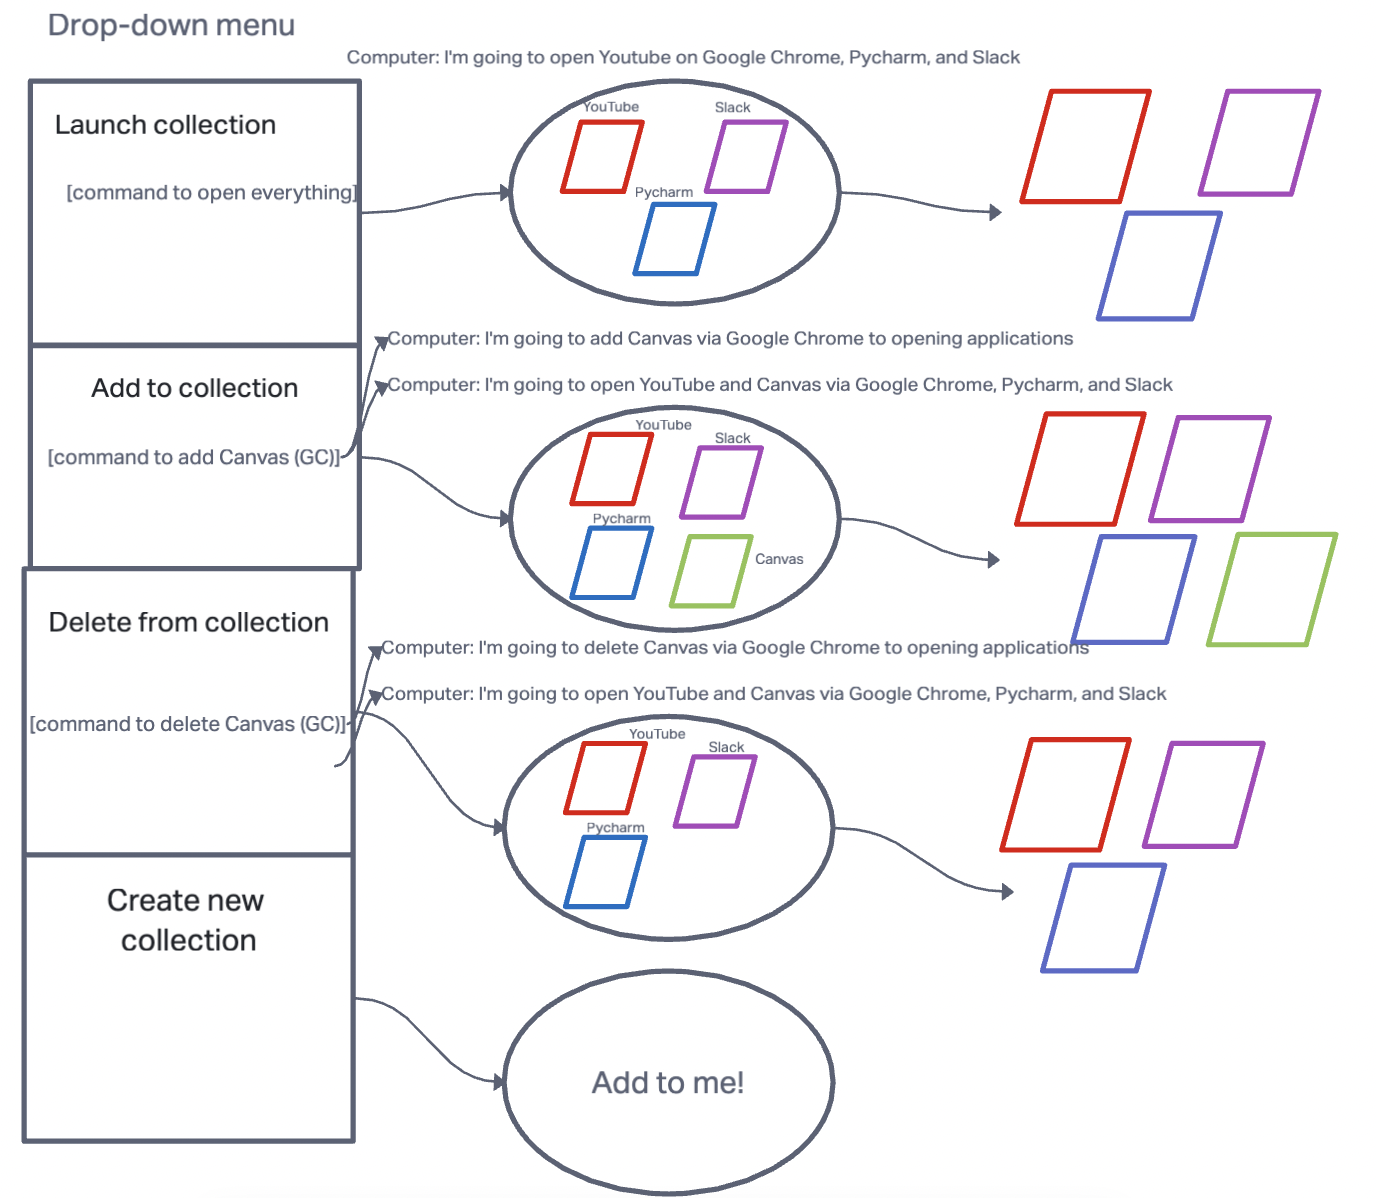 Drop-down menu
Computer: I'm going to open Youtube on Google Chrome, Pycharm, and Slack
Launch collection
[command to open everything]
YouTube
Slack
Pycharm
Computer: I'm going to add Canvas via Google Chrome to opening applications
Computer: I'm going to open YouTube and Canvas via Google Chrome, Pycharm, and Slack
Add to collection
[command to add Canvas (GC)]
YouTube
Slack
Pycharm
Canvas
Delete from collection
Computer: I'm going to delete Canvas via Google Chrome to opening applications
Computer: I'm going to open YouTube and Canvas via Google Chrome, Pycharm, and Slack
[command to delete Canvas (GC)]
YouTube
Slack
Pycharm
Create new
collection
Add to me!